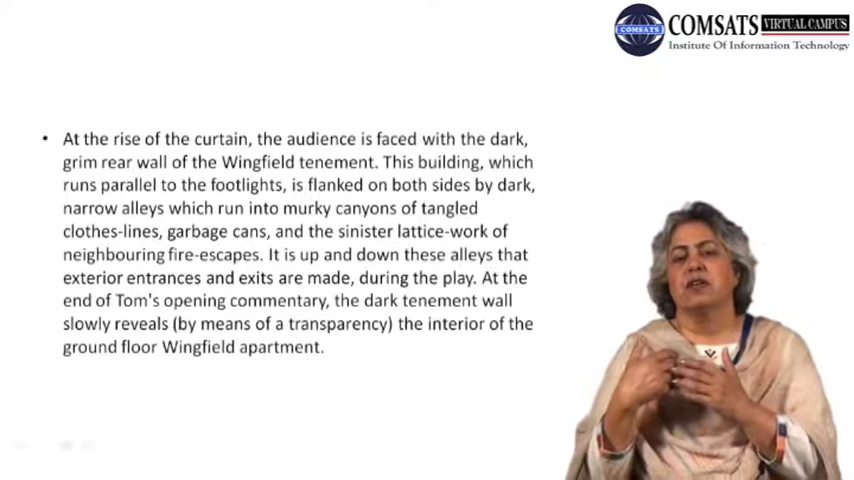 COMSATS
COMSATS VIRTUAL CAMPUS
Institute Of Information Technology
• At the rise of the curtain, the audience is faced with the dark,
grim rear wall of the Wingfield tenement. This building, which
runs parallel to the footlights, is flanked on both sides by dark,
narrow alleys which run into murky canyons of tangled
clothes-lines, garbage cans, and the sinister lattice-work of
neighbouring fire-escapes. It is up and down these alleys that
exterior entrances and exits are made, during the play. At the
end of Tom's opening commentary, the dark tenement wall
slowly reveals (by means of a transparency) the interior of the
ground floor Wingfield apartment.